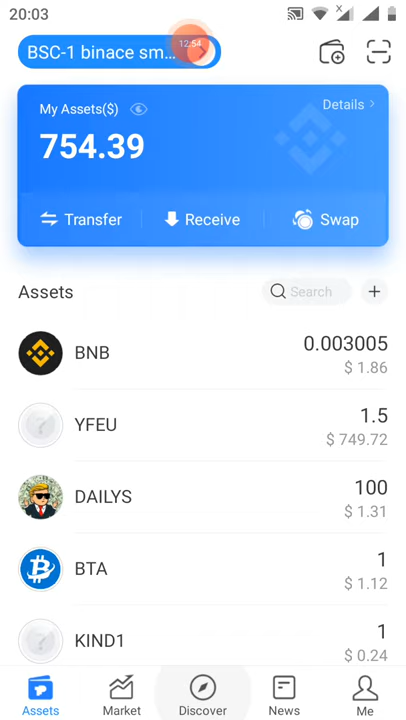 20:03
BSC-1 binace sm...
12:54
My Assets($)
Details
754.39
Transfer
Receive
Swap
Assets
Search
BNB
0.003005
$ 1.86
YFEU
1.5
$ 749.72
DAILYS
100
$ 1.31
BTA
1
$ 1.12
KIND1
1
$ 0.24
Assets
Market
Discover
News
Me